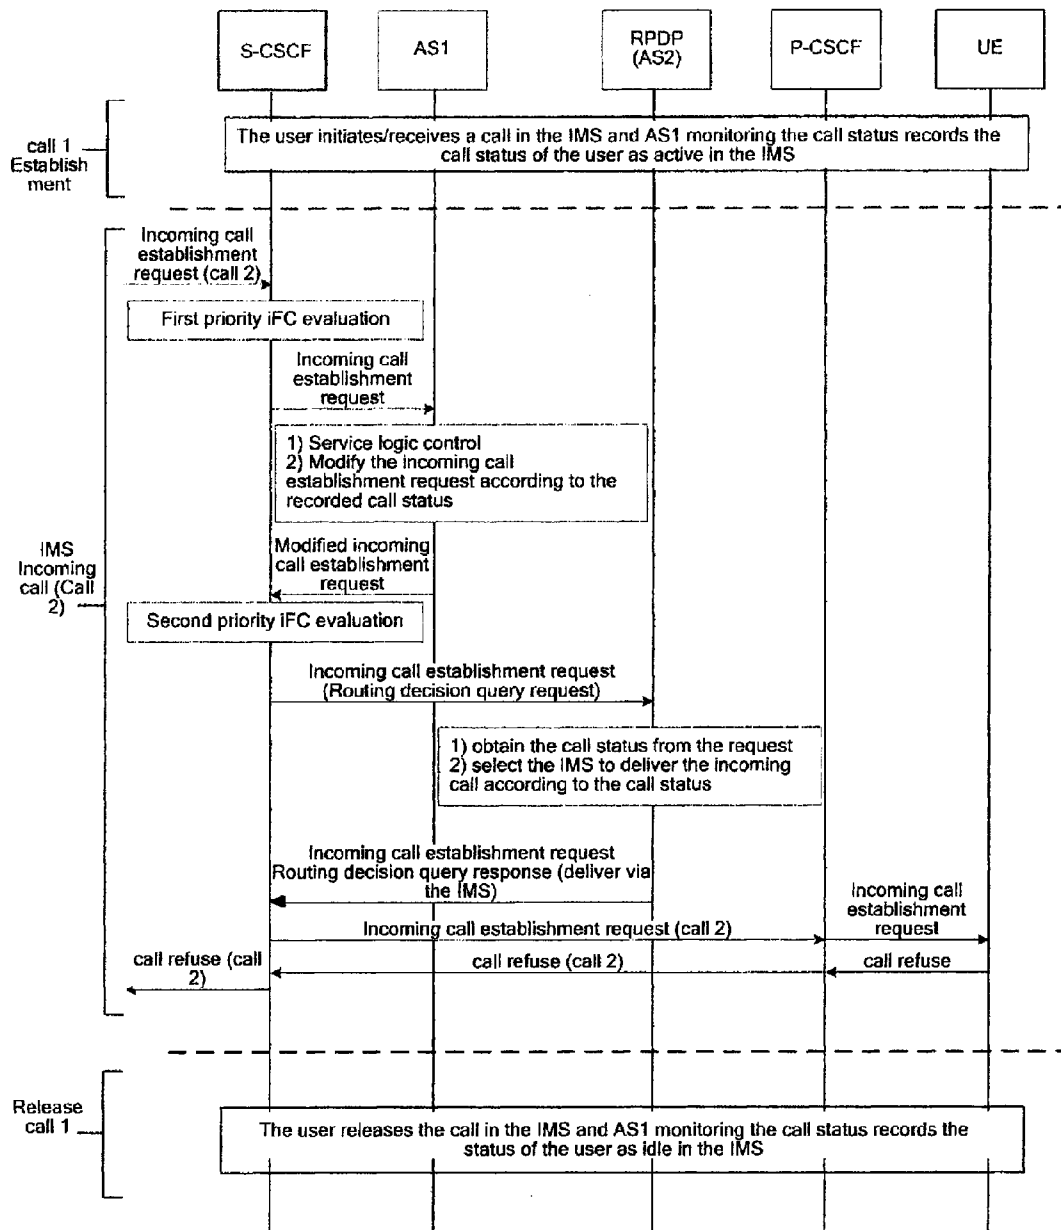 S-CSCF
AS1
RPDP
(AS2)
P-CSCF
UE
call 1
Establish
ment
The user initiates/receives a call in the IMS and AS1 monitoring the call status records the
call status of the user as active in the IMS
Incoming call
establishment
request (call 2)
First priority iFC evaluation
Incoming call
establishment
request
1) Service logic control
2) Modify the incoming call
establishment request according to the
recorded call status
IMS
Incoming
call (Call
2)
Modified incoming
call establishment
request
Second priority iFC evaluation
Incoming call establishment request
(Routing decision query request)
1) obtain the call status from the request
2) select the IMS to deliver the incoming
call according to the call status
Incoming call establishment request
Routing decision query response (deliver via
the IMS)
Incoming call establishment request (call 2)
Incoming call
establishment
request
call refuse (call
2)
call refuse (call 2)
call refuse
Release
call 1
The user releases the call in the IMS and AS1 monitoring the call status records the
status of the user as idle in the IMS